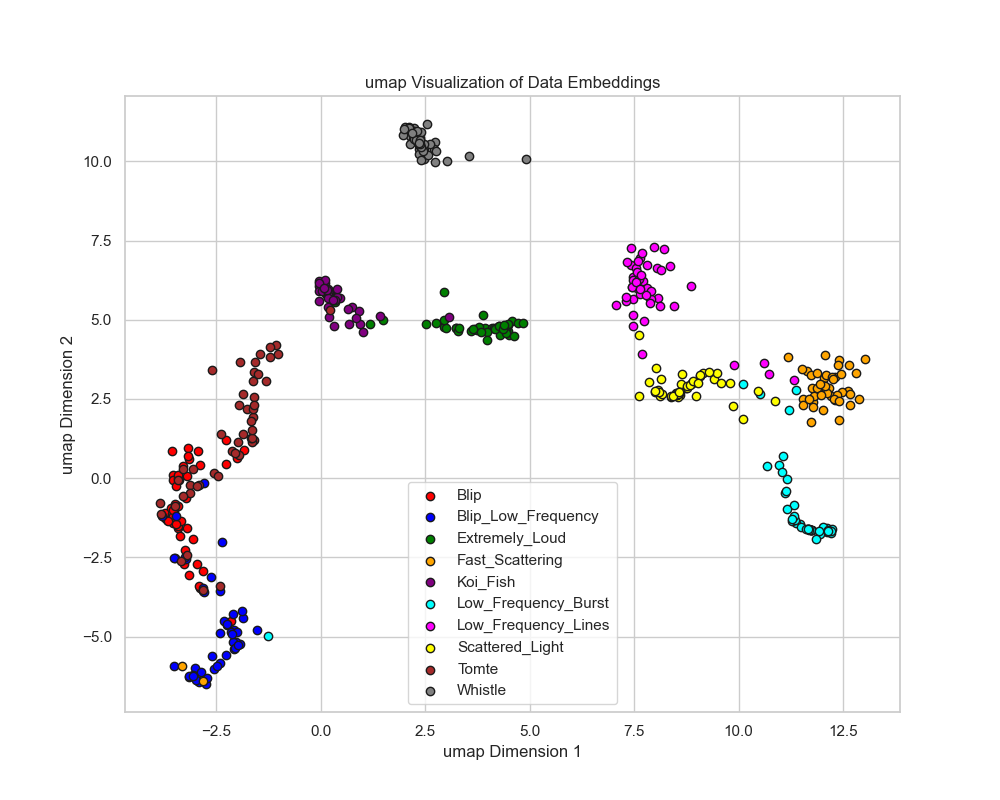 umap Visualization of Data Embeddings
umap Dimension 2
10.0
7.5
5.0
2.5
0.0
−2.5
−5.0
Blip
Blip_Low_Frequency
Extremely_Loud
Fast_Scattering
Koi_Fish
Low_Frequency_Burst
Low_Frequency_Lines
Scattered_Light
Tomte
Whistle
−2.5 0.0 2.5 5.0 7.5 10.0 12.5
umap Dimension 1